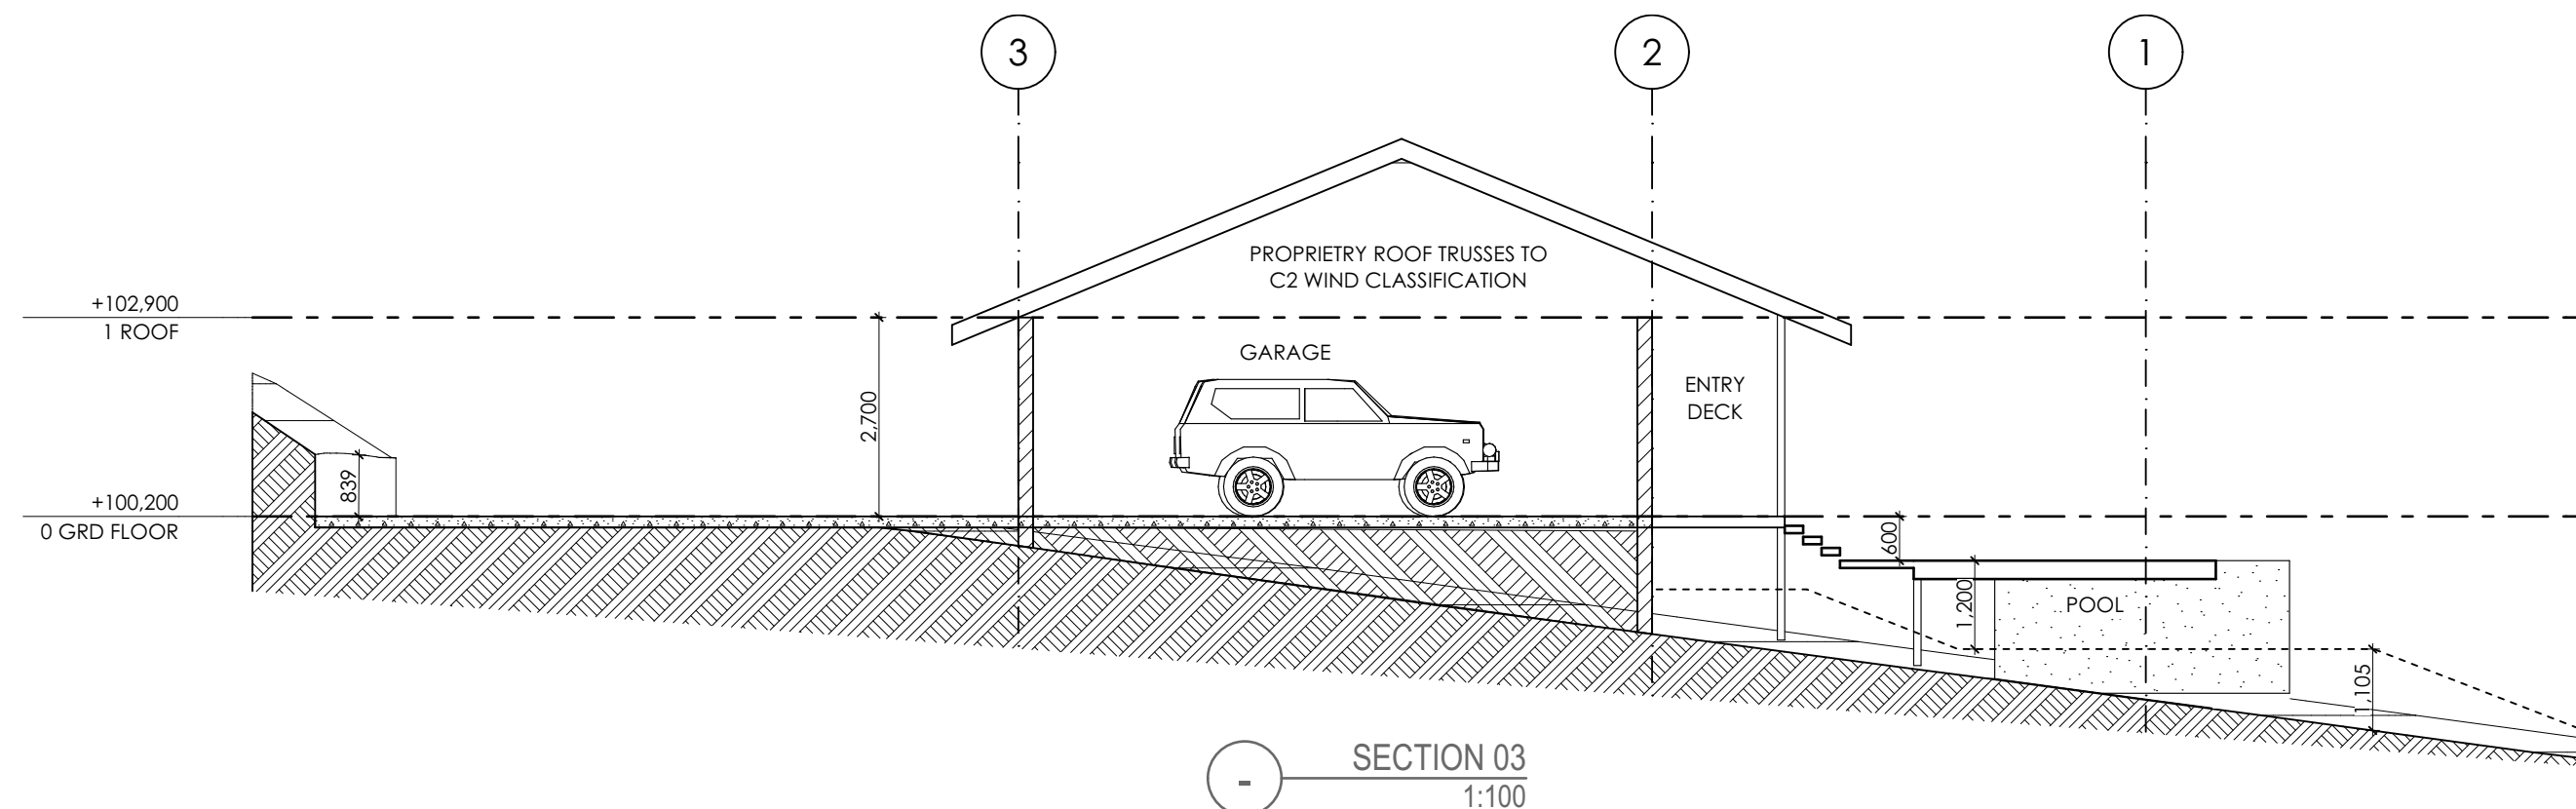 3
2
1
PROPRIETRY ROOF TRUSSES TO
C2 WIND CLASSIFICATION
+102,900
1 ROOF
GARAGE
ENTRY
DECK
2,700
839
+100,200
0 GRD FLOOR
600
1,200
POOL
1,105
SECTION 03
-
1:100